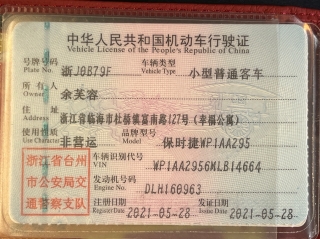 中华人民共和国机动车行驶证
Vehicle License of the People's Republic of China
号牌号码 浙J0B79F 车辆类型 小型普通客车
Plate No. Vehicle Type
所有人 余芙容
Owner
住址 浙江省临海市杜桥镇富南路127号(幸福公寓)
Address
使用性质 非营运 品牌型号 保时捷WP1AA295
Use Character Model
浙江省台州
市公安局交
通警察支队
车辆识别代号 WP1AA2956MLB14664
VIN
发动机号码 DLH160963
Engine No.
注册日期 2021-05-28 发证日期 2021-05-28
Register Date Issue Date